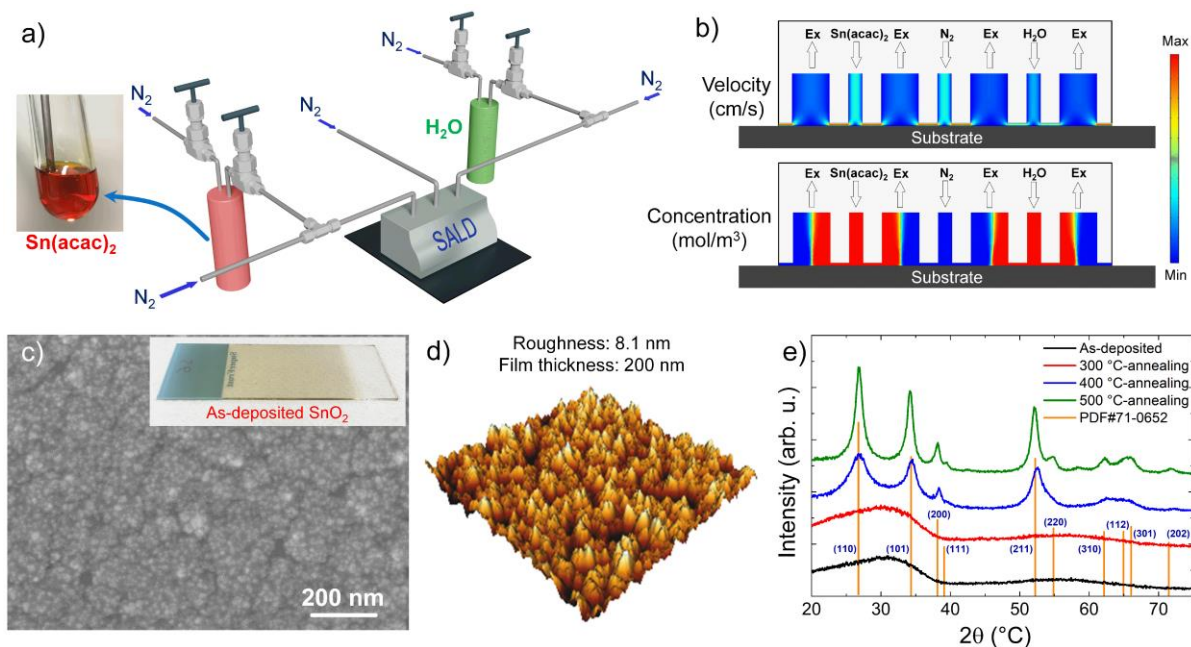 a)
N2
N2
N2
N2
N2
H2O
SALD
Sn(acac)2
b)
Ex Sn(acac)2 Ex N2 Ex H2O Ex
Velocity
(cm/s)
Substrate
Ex Sn(acac)2 Ex N2 Ex H2O Ex
Concentration
(mol/m³)
Substrate
Max
Min
c)
As-deposited SnO2
200 nm
d)
Roughness: 8.1 nm
Film thickness: 200 nm
e)
As-deposited
300 °C-annealing
400 °C-annealing
500 °C-annealing
PDF#71-0652
Intensity (arb. u.)
(110)
(101)
(200)
(111)
(211)
(220)
(310)
(112)
(301)
(202)
20 30 40 50 60 70
2θ (°C)